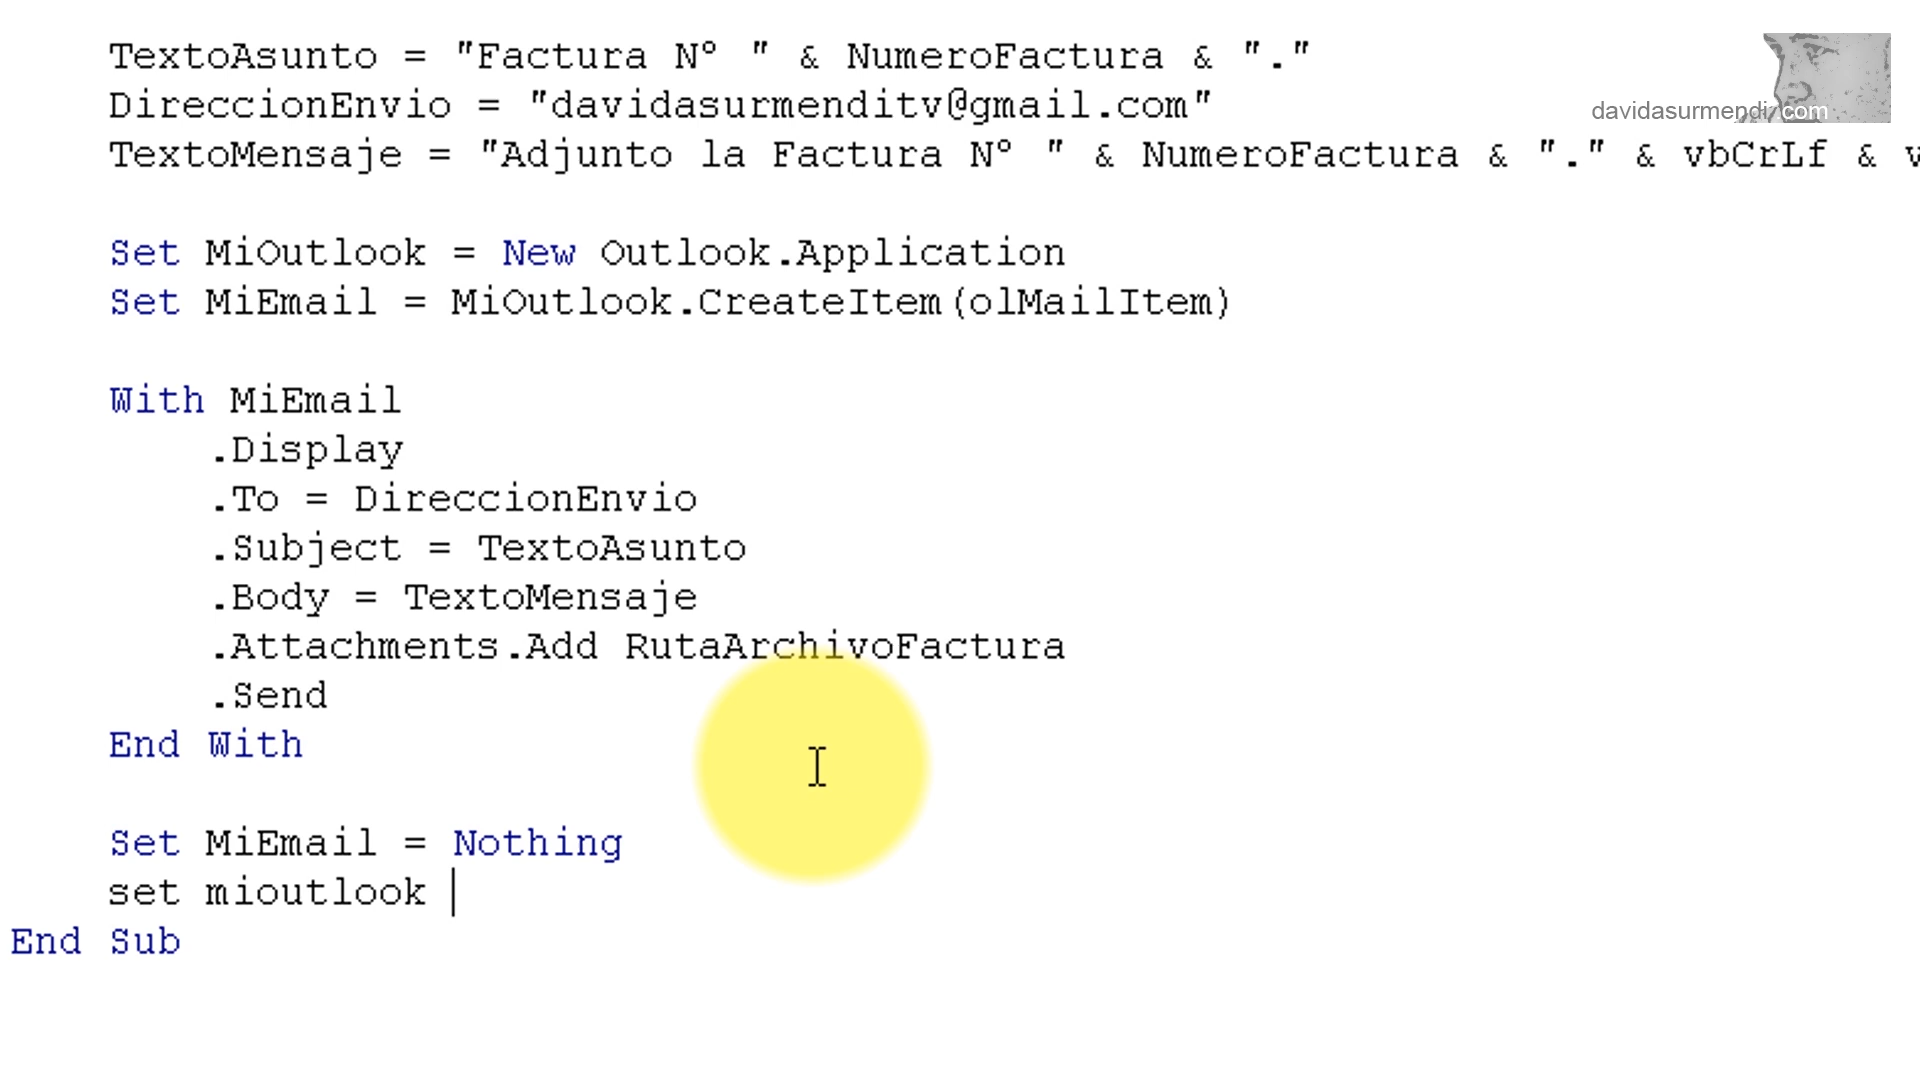 TextoAsunto = "Factura Nº " & NumeroFactura & "."
DireccionEnvio = "davidasurmenditv@gmail.com"
davidasurmendi.com
TextoMensaje = "Adjunto la Factura Nº " & NumeroFactura & "." & vbCrLf &
Set MiOutlook = New Outlook.Application
Set MiEmail = MiOutlook.CreateItem(olMailItem)
With MiEmail
.Display
.To = DireccionEnvio
.Subject = TextoAsunto
.Body = TextoMensaje
.Attachments.Add RutaArchivoFactura
.Send
End With
Set MiEmail = Nothing
set mioutlook
End Sub